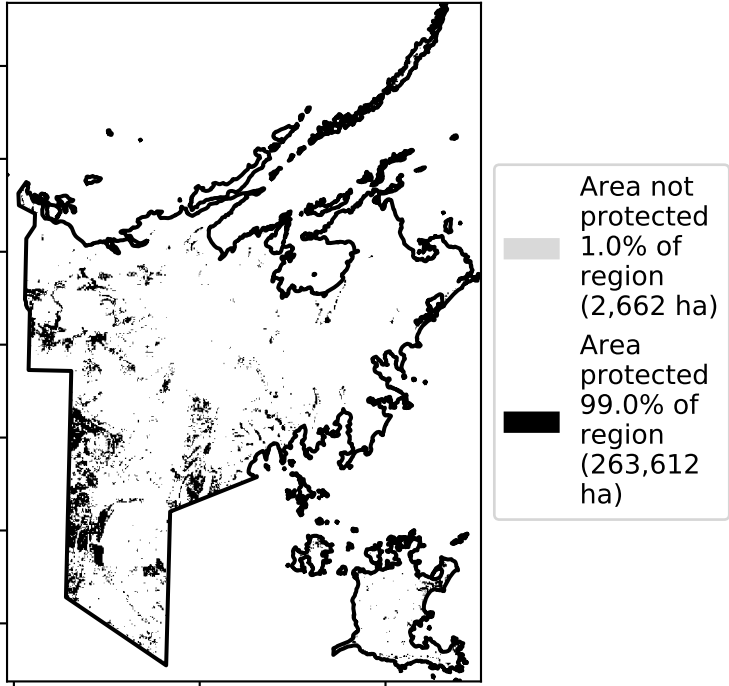 Area not
protected
1.0% of
region
(2,662 ha)
Area
protected
99.0% of
region
(263,612
ha)